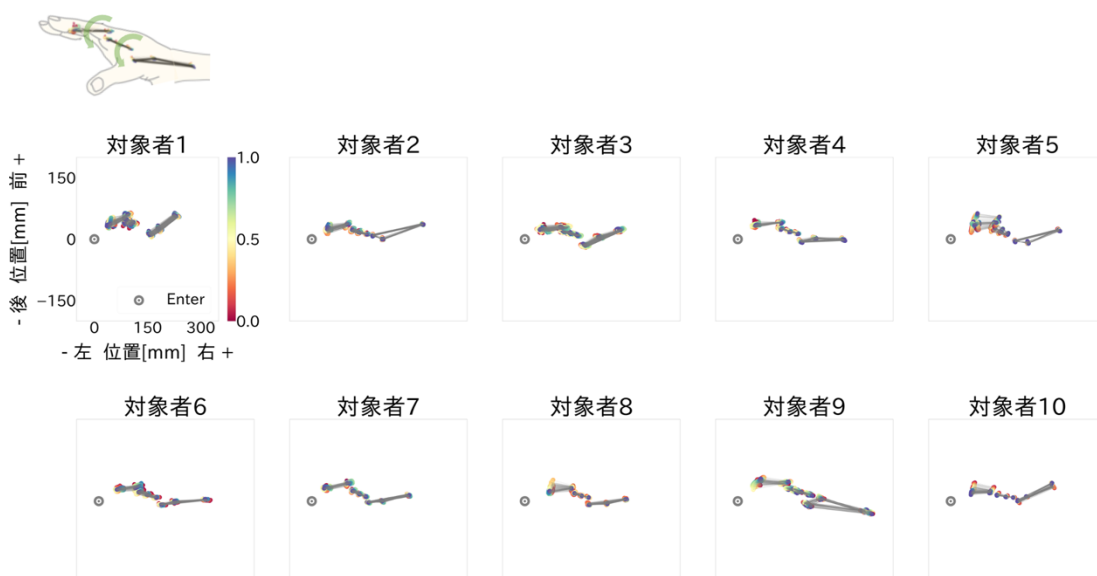 対象者1
対象者2
対象者3
対象者4
対象者5
- 後 位置[mm] 前 +
150
0
−150
1.0
0.5
0.0
Enter
0 150 300
- 左 位置[mm] 右 +
対象者6
対象者7
対象者8
対象者9
対象者10